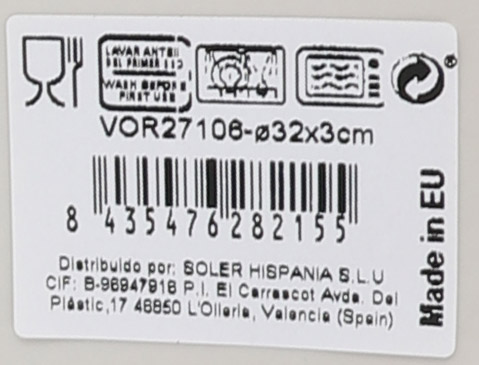 LAVAR ANTES
DEL PRIMER USO
WASH BEFORE
FIRST USE
®
VOR27106-ø32x3cm
8 435476 282155
Made in EU
Distribuido por: SOLER HISPANIA S.L.U
CIF: B-96947916 P.I. El Carrascot Avda. Del
Plàstic,17 46850 L'Olleria, Valencia (Spain)